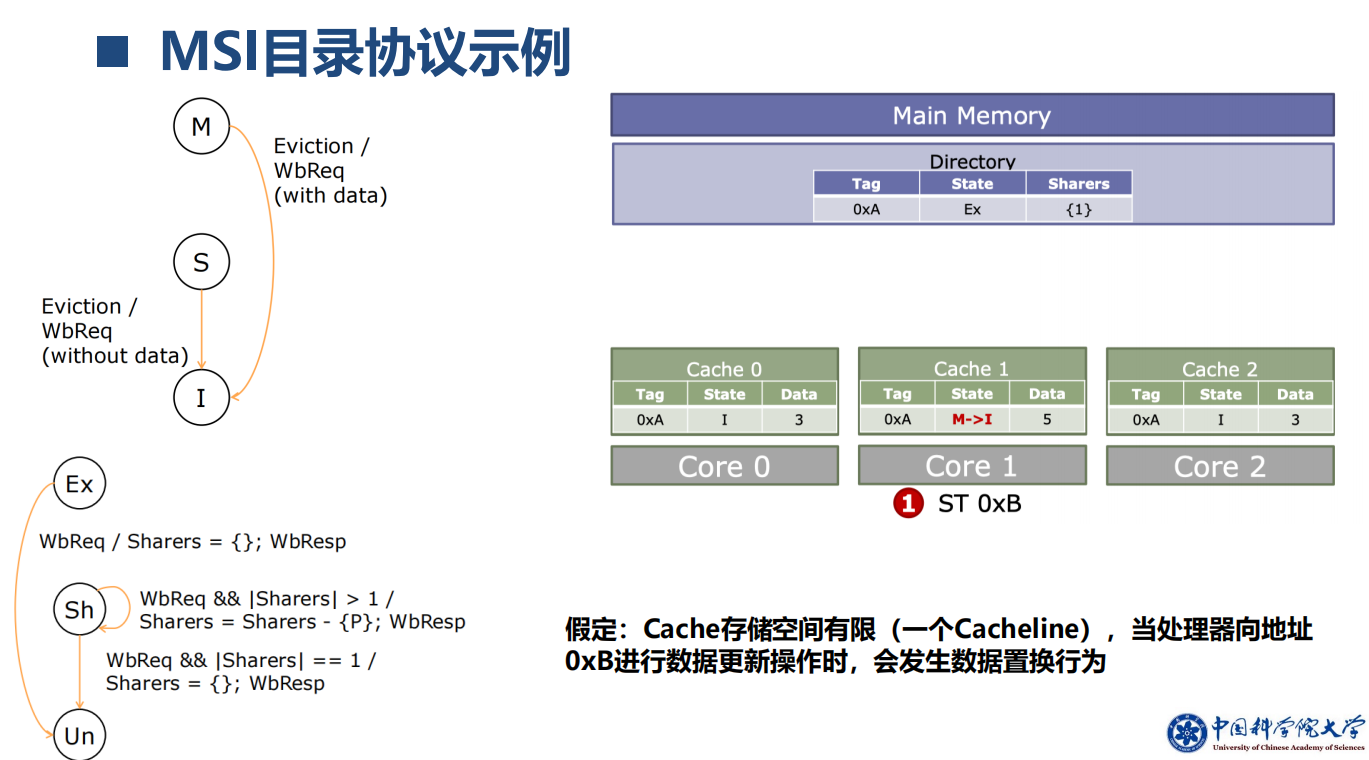 ■ MSI目录协议示例
M
Eviction /
WbReq
(with data)
S
Eviction /
WbReq
(without data)
I
Ex
WbReq / Sharers = {}; WbResp
Sh
WbReq && |Sharers| > 1 /
Sharers = Sharers - {P}; WbResp
WbReq && |Sharers| == 1 /
Sharers = {}; WbResp
Un
Main Memory
Directory
Tag State Sharers
0xA Ex {1}
Cache 0
Tag State Data
0xA I 3
Core 0
Cache 1
Tag State Data
0xA M->I 5
Core 1
1 ST 0xB
Cache 2
Tag State Data
0xA I 3
Core 2
假定：Cache存储空间有限（一个Cacheline），当处理器向地址
0xB进行数据更新操作时，会发生数据置换行为
中国科学院大学
University of Chinese Academy of Sciences